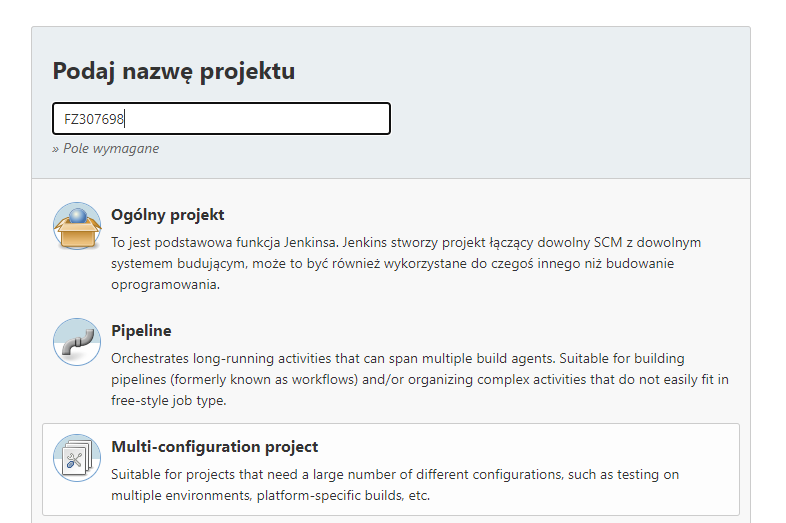 Podaj nazwę projektu
FZ307698
» Pole wymagane
Ogólny projekt
To jest podstawowa funkcja Jenkinsa. Jenkins stworzy projekt łączący dowolny SCM z dowolnym
systemem budującym, może to być również wykorzystane do czegoś innego niż budowanie
oprogramowania.
Pipeline
Orchestrates long-running activities that can span multiple build agents. Suitable for building
pipelines (formerly known as workflows) and/or organizing complex activities that do not easily fit in
free-style job type.
Multi-configuration project
Suitable for projects that need a large number of different configurations, such as testing on
multiple environments, platform-specific builds, etc.